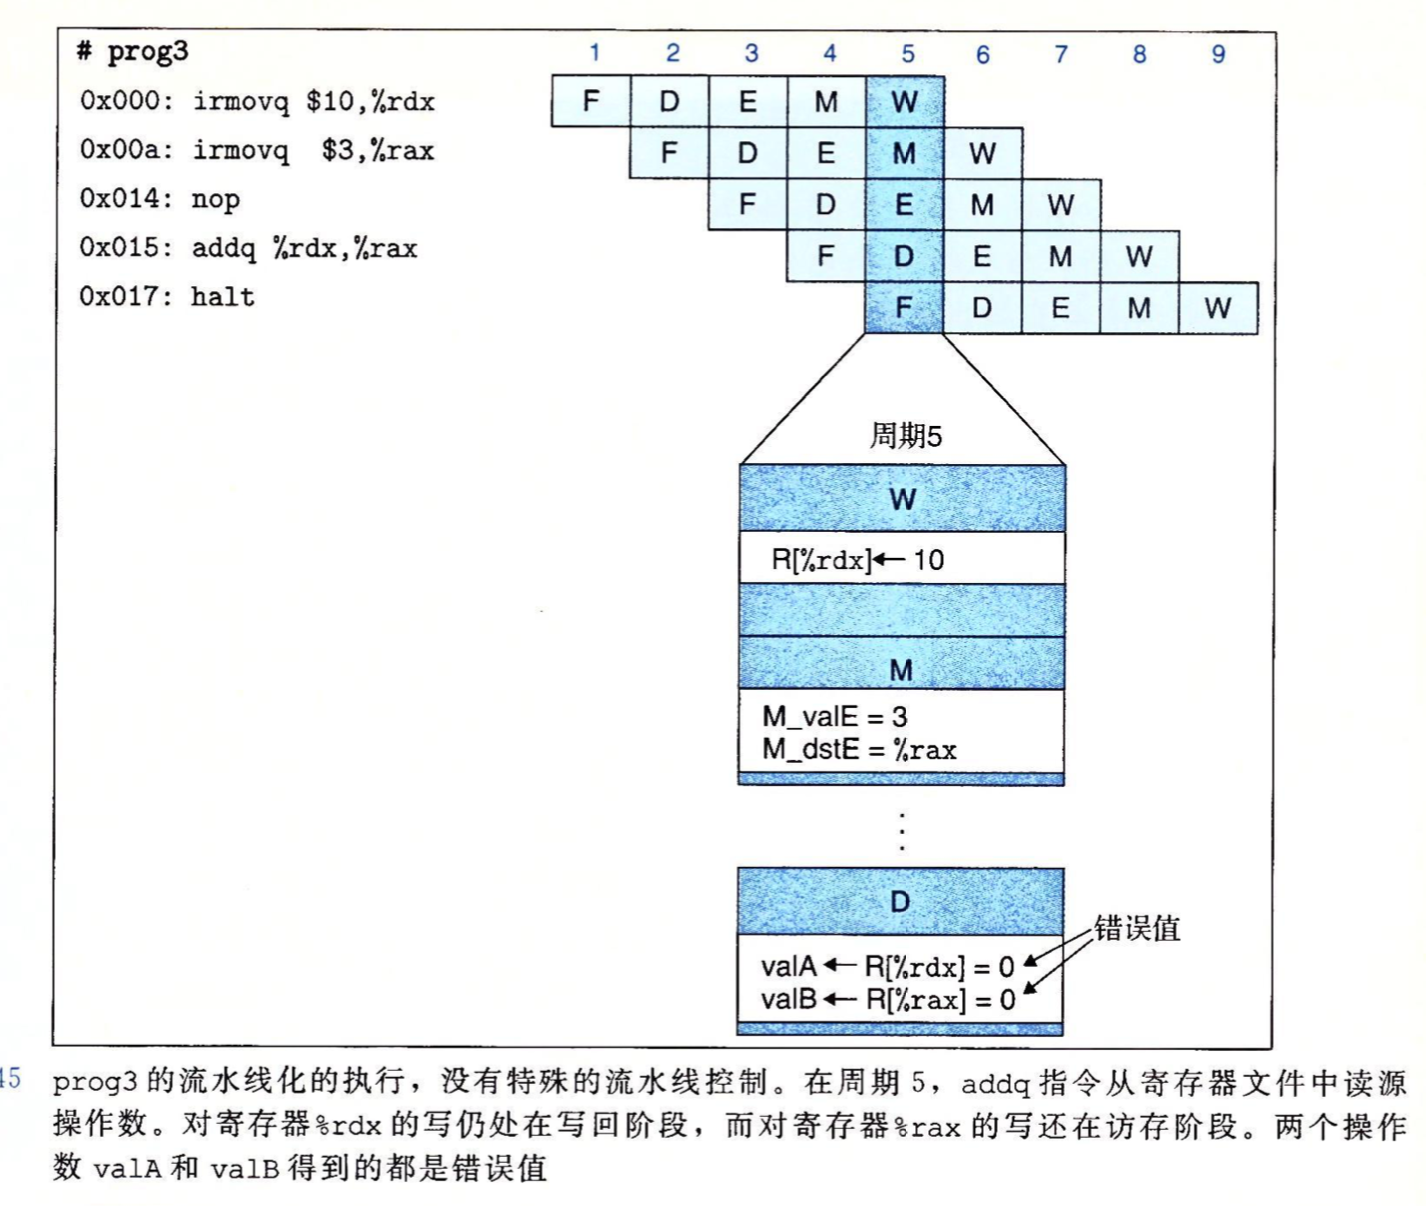 # prog3 1 2 3 4 5 6 7 8 9
0x000: irmovq $10,%rdx F D E M W
0x00a: irmovq $3,%rax F D E M W
0x014: nop F D E M W
0x015: addq %rdx,%rax F D E M W
0x017: halt F D E M W
周期5
W
R[%rdx]← 10
M
M_valE = 3
M_dstE = %rax
⋮
D
错误值
valA ← R[%rdx] = 0
valB ← R[%rax] = 0
45 prog3 的流水线化的执行，没有特殊的流水线控制。在周期 5，addq 指令从寄存器文件中读源
操作数。对寄存器%rdx 的写仍处在写回阶段，而对寄存器%rax 的写还在访存阶段。两个操作
数 valA 和 valB 得到的都是错误值